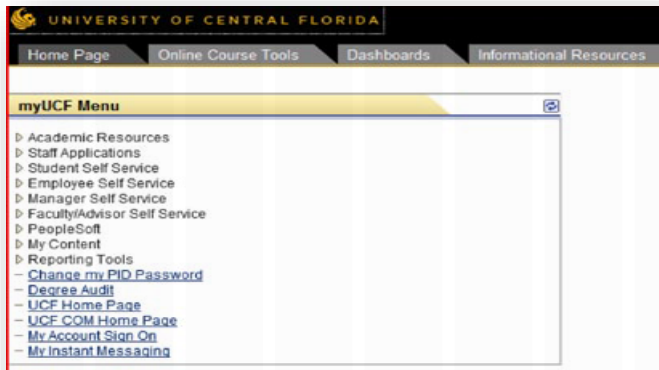 UNIVERSITY OF CENTRAL FLORIDA
Home Page Online Course Tools Dashboards Informational Resources
myUCF Menu
Academic Resources
Staff Applications
Student Self Service
Employee Self Service
Manager Self Service
Faculty/Advisor Self Service
PeopleSoft
My Content
Reporting Tools
Change my PID Password
Degree Audit
UCF Home Page
UCF COM Home Page
My Account Sign On
My Instant Messaging